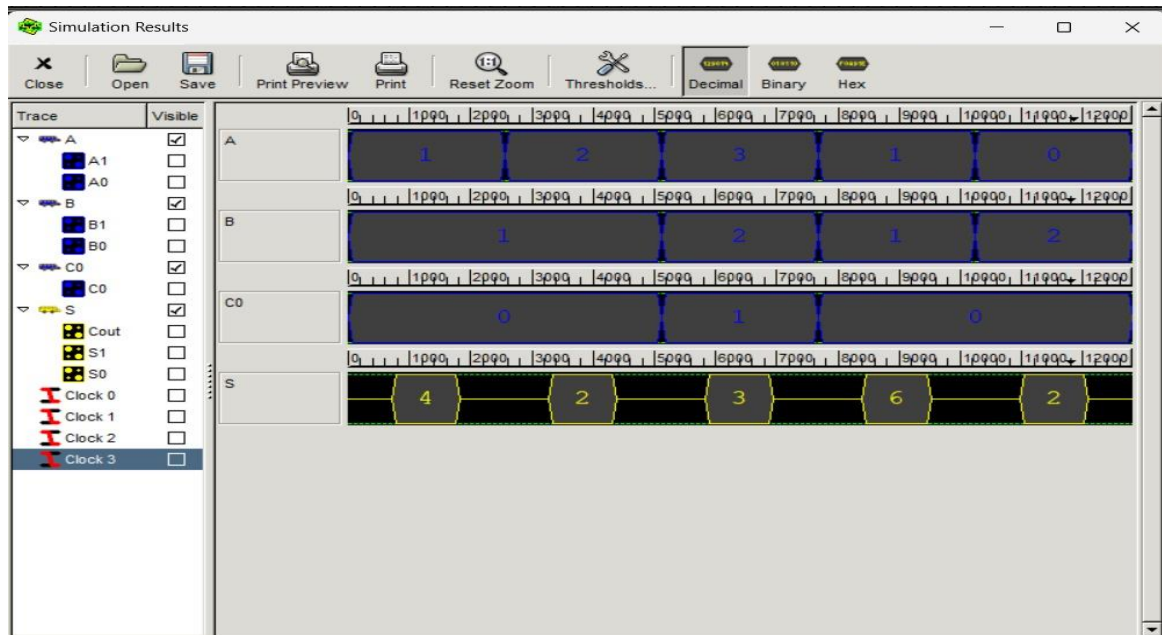 Simulation Results
Close Open Save Print Preview Print Reset Zoom Thresholds... Decimal Binary Hex
Trace Visible
A
A1
A0
B
B1
B0
C0
C0
S
Cout
S1
S0
Clock 0
Clock 1
Clock 2
Clock 3
0 1000 2000 3000 4000 5000 6000 7000 8000 9000 10000 11000 12000
A 1 2 3 1 0
0 1000 2000 3000 4000 5000 6000 7000 8000 9000 10000 11000 12000
B 1 2 1 2
0 1000 2000 3000 4000 5000 6000 7000 8000 9000 10000 11000 12000
C0 0 1 0
0 1000 2000 3000 4000 5000 6000 7000 8000 9000 10000 11000 12000
S 4 2 3 6 2